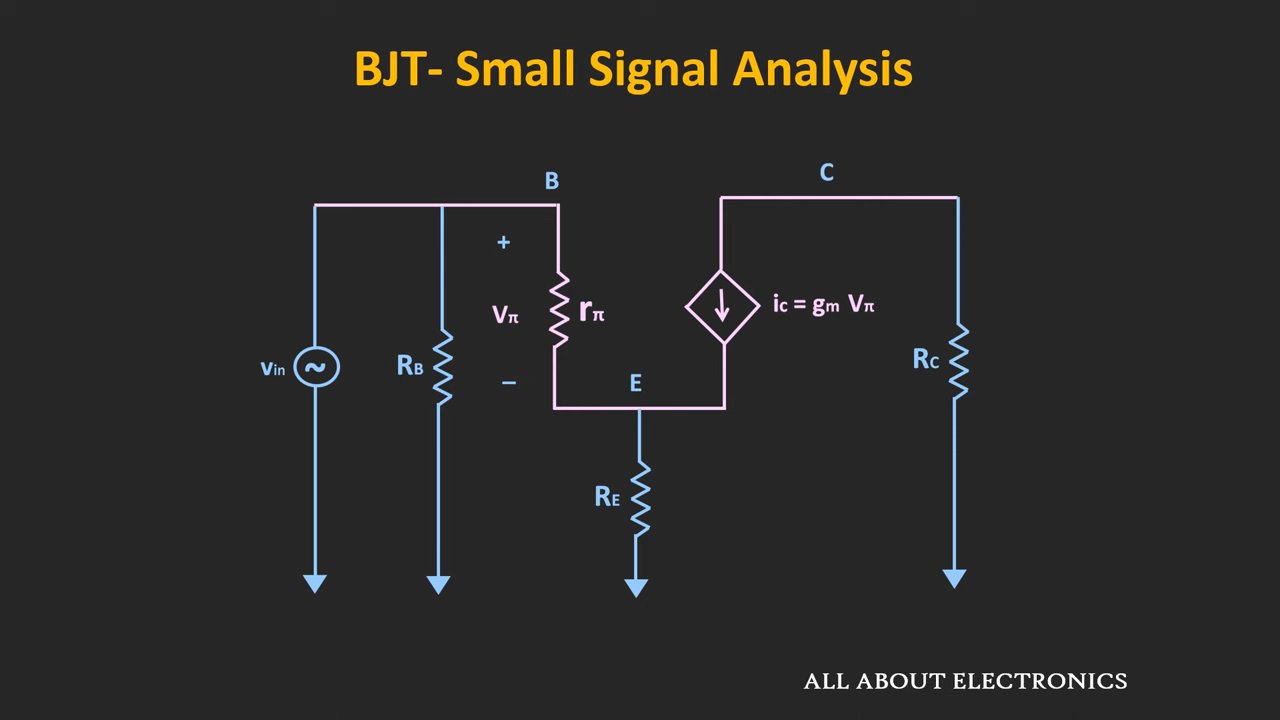 BJT- Small Signal Analysis
B
C
+
Vπ
rπ
ic = gm Vπ
vin
RB
RC
−
E
RE
ALL ABOUT ELECTRONICS